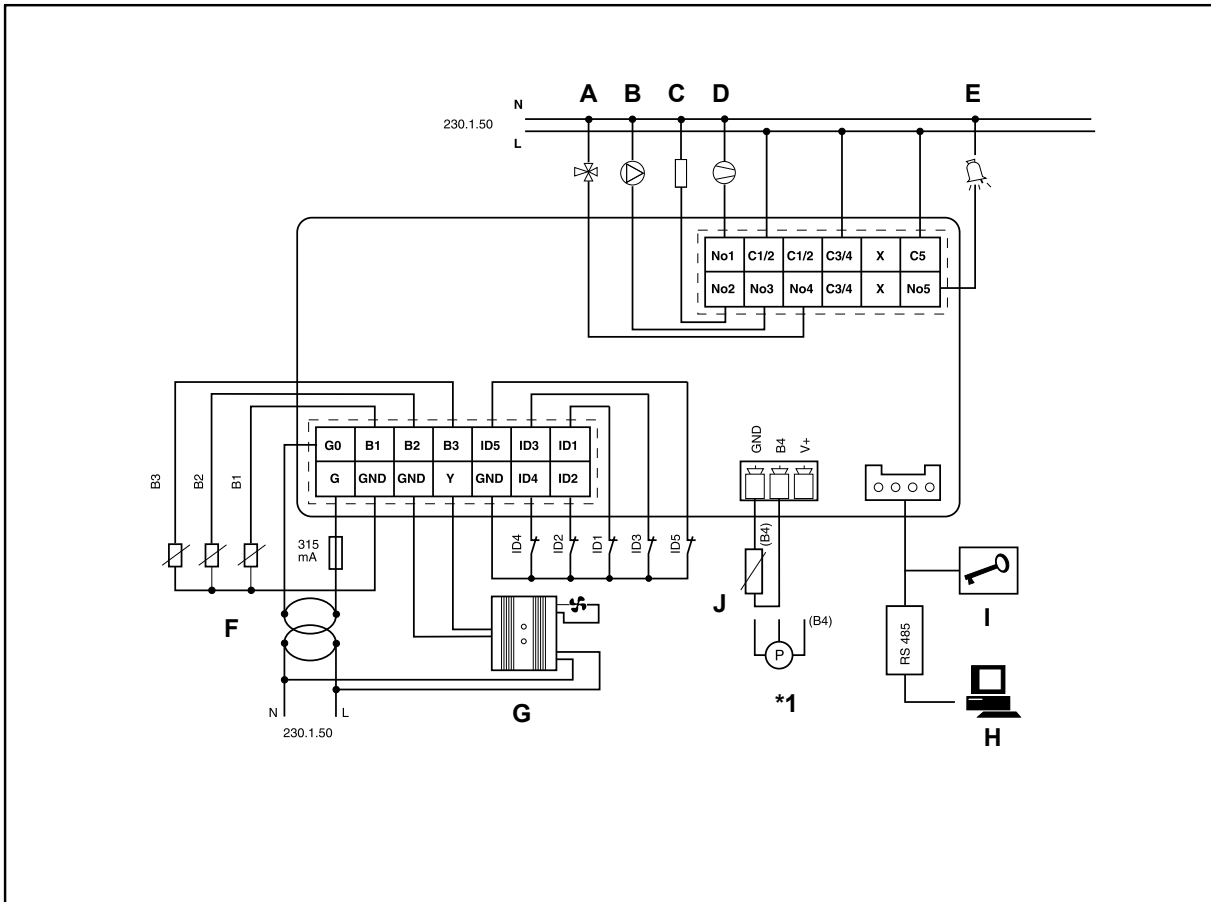 A B C D E
N
230.1.50
L
No1 C1/2 C1/2 C3/4 X C5
No2 No3 No4 C3/4 X No5
G0 B1 B2 B3 ID5 ID3 ID1
G GND GND Y GND ID4 ID2
GND B4 V+
B3 B2 B1
315
mA
ID4 ID2 ID1 ID3 ID5
(B4)
J
F
I
(B4)
P
RS 485
*1
G
H
N L
230.1.50